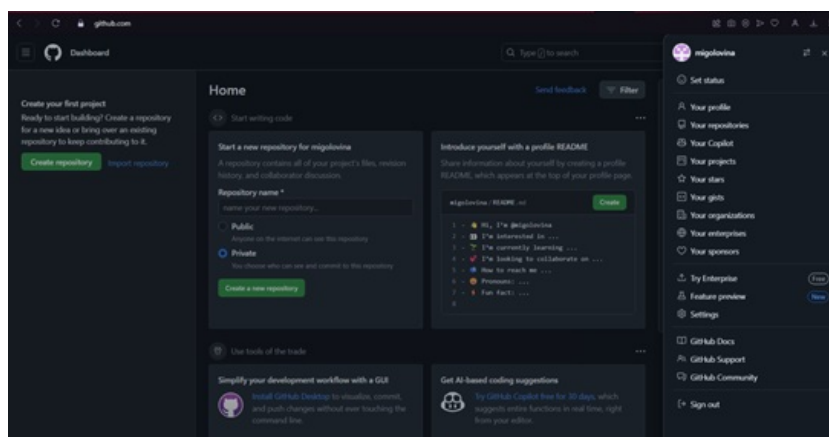 github.com
Dashboard
Type / to search
Create your first project
Ready to start building? Create a repository
for a new idea or bring over an existing
repository to keep contributing to it.
Create repository
Import repository
Home
Send feedback
Filter
Start writing code
Start a new repository for migolovina
A repository contains all of your project's files, revision
history, and collaborator discussion.
Repository name *
name your new repository...
Public
Anyone on the internet can see this repository
Private
You choose who can see and commit to this repository
Create a new repository
Introduce yourself with a profile README
Share information about yourself by creating a profile
README, which appears at the top of your profile page.
migolovina / README .md
Create
1 - 👋 Hi, I'm @migolovina
2 - 👀 I'm interested in ...
3 - 🌱 I'm currently learning ...
4 - 💞️ I'm looking to collaborate on ...
5 - 📫 How to reach me ...
6 - 😄 Pronouns: ...
7 - ⚡ Fun fact: ...
8
Use tools of the trade
Simplify your development workflow with a GUI
Install GitHub Desktop to visualize, commit,
and push changes without ever touching the
command line.
Get AI-based coding suggestions
Try GitHub Copilot free for 30 days, which
suggests entire functions in real time, right
from your editor.
migolovina
Set status
Your profile
Your repositories
Your Copilot
Your projects
Your stars
Your gists
Your organizations
Your enterprises
Your sponsors
Try Enterprise
Free
Feature preview
New
Settings
GitHub Docs
GitHub Support
GitHub Community
Sign out